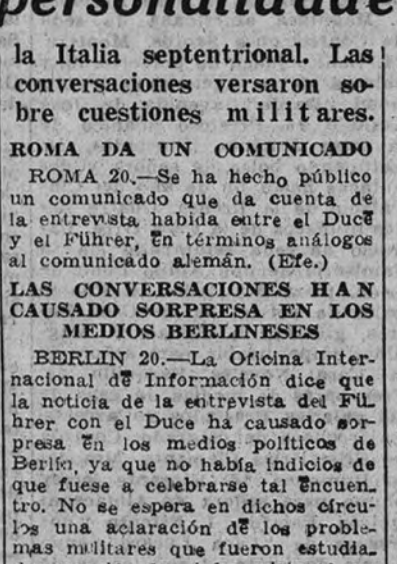 personalidade
la Italia septentrional. Las
conversaciones versaron so-
bre cuestiones militares.
ROMA DA UN COMUNICADO
ROMA 20.—Se ha hecho público
un comunicado que da cuenta de
la entrevista habida entre el Duce
y el Führer, en términos análogos
al comunicado alemán. (Efe.)
LAS CONVERSACIONES HAN
CAUSADO SORPRESA EN LOS
MEDIOS BERLINESES
BERLIN 20.—La Oficina Inter-
nacional de Información dice que
la noticia de la entrevista del Fü-
hrer con el Duce ha causado sor-
presa en los medios políticos de
Berlín, ya que no había indicios de
que fuese a celebrarse tal encuen-
tro. No se espera en dichos círcu-
los una aclaración de los proble-
mas militares que fueron estudia-